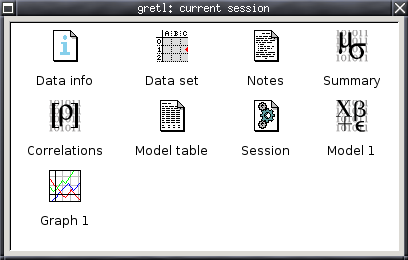 gretl: current session
Data info Data set Notes Summary
Correlations Model table Session Model 1
Graph 1